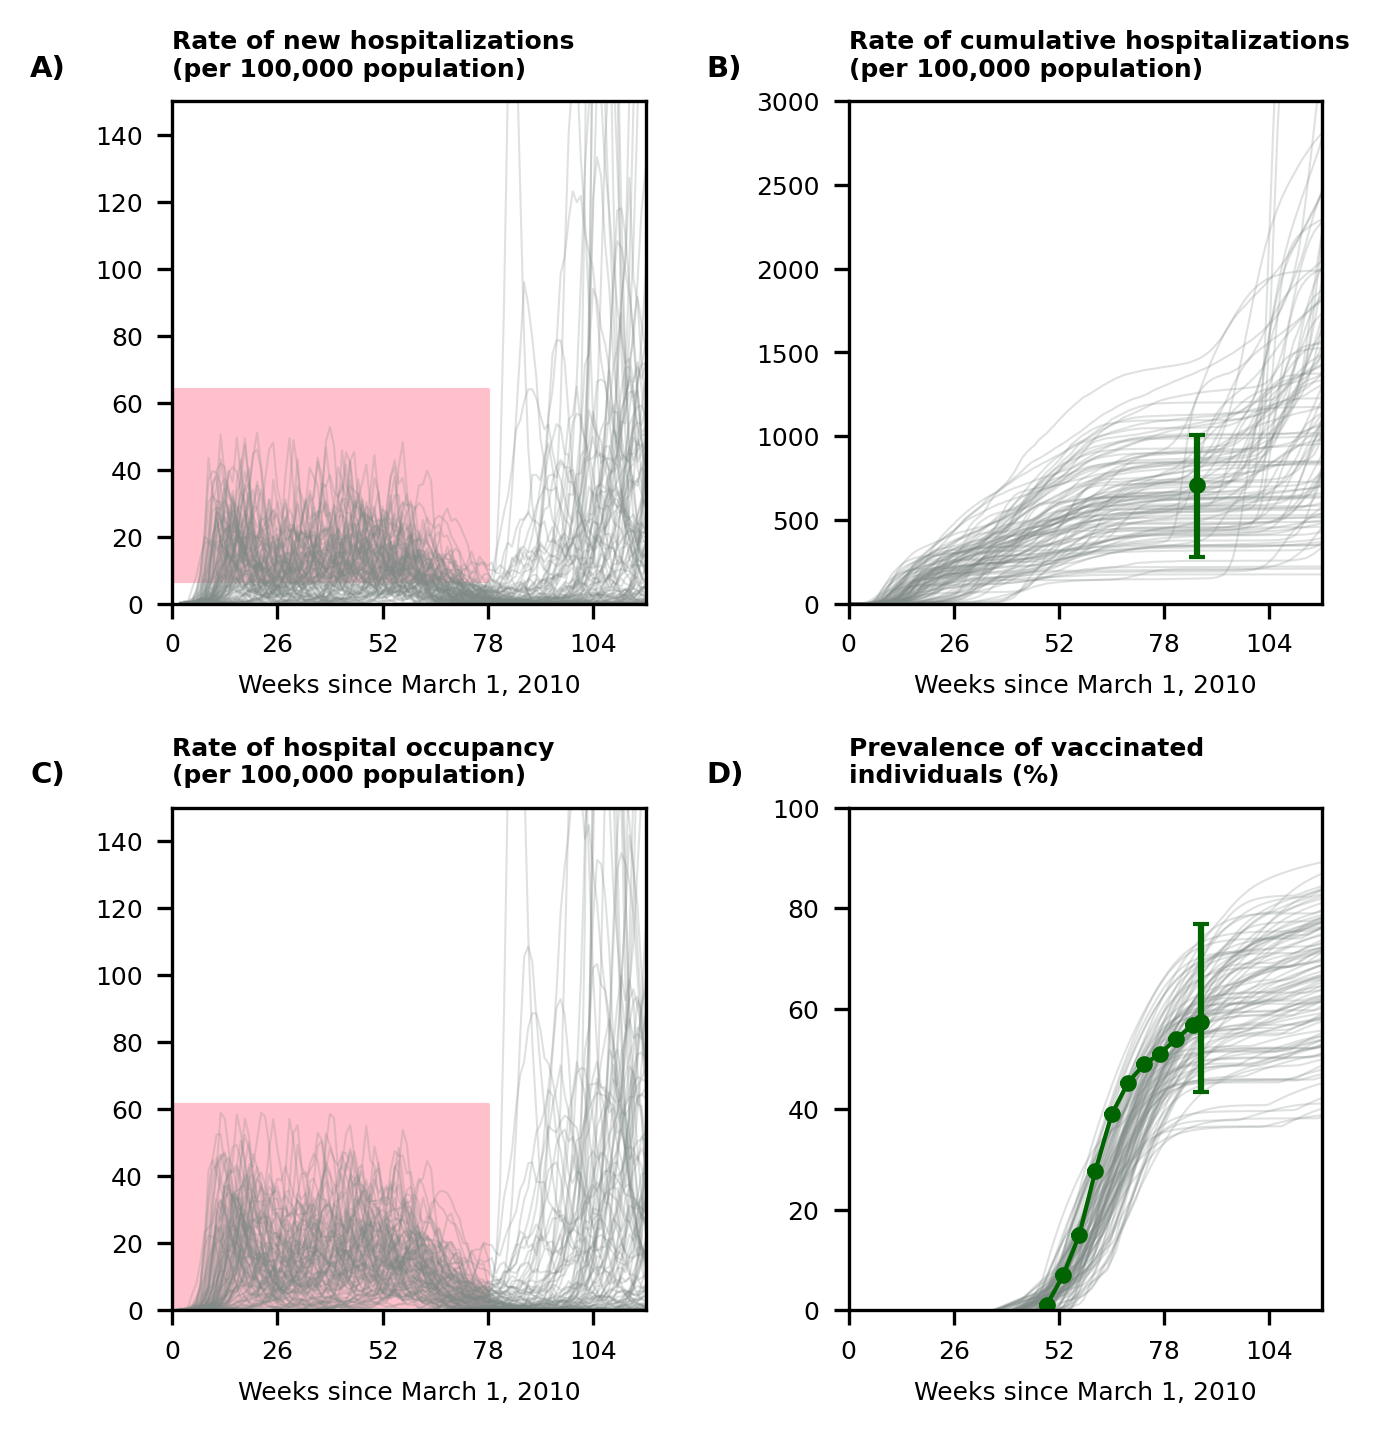 A)
Rate of new hospitalizations
(per 100,000 population)
140
120
100
80
60
40
20
0
0 26 52 78 104
Weeks since March 1, 2010
B)
Rate of cumulative hospitalizations
(per 100,000 population)
3000
2500
2000
1500
1000
500
0
0 26 52 78 104
Weeks since March 1, 2010
C)
Rate of hospital occupancy
(per 100,000 population)
140
120
100
80
60
40
20
0
0 26 52 78 104
Weeks since March 1, 2010
D)
Prevalence of vaccinated
individuals (%)
100
80
60
40
20
0
0 26 52 78 104
Weeks since March 1, 2010